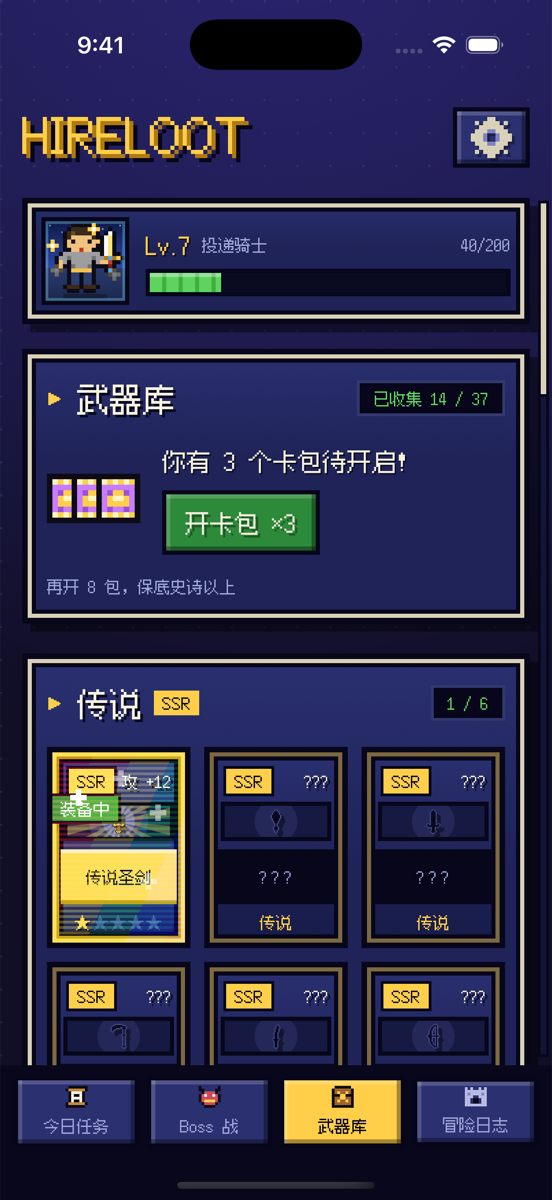 9:41
HIRELOOT
Lv.7 投递骑士 40/200
武器库 已收集 14 / 37
你有 3 个卡包待开启!
开卡包 ×3
再开 8 包，保底史诗以上
传说 SSR 1 / 6
SSR 攻 +12 SSR ??? SSR ???
装备中
传说圣剑 ??? ???
传说 传说
SSR ??? SSR ??? SSR ???
今日任务 Boss 战 武器库 冒险日志